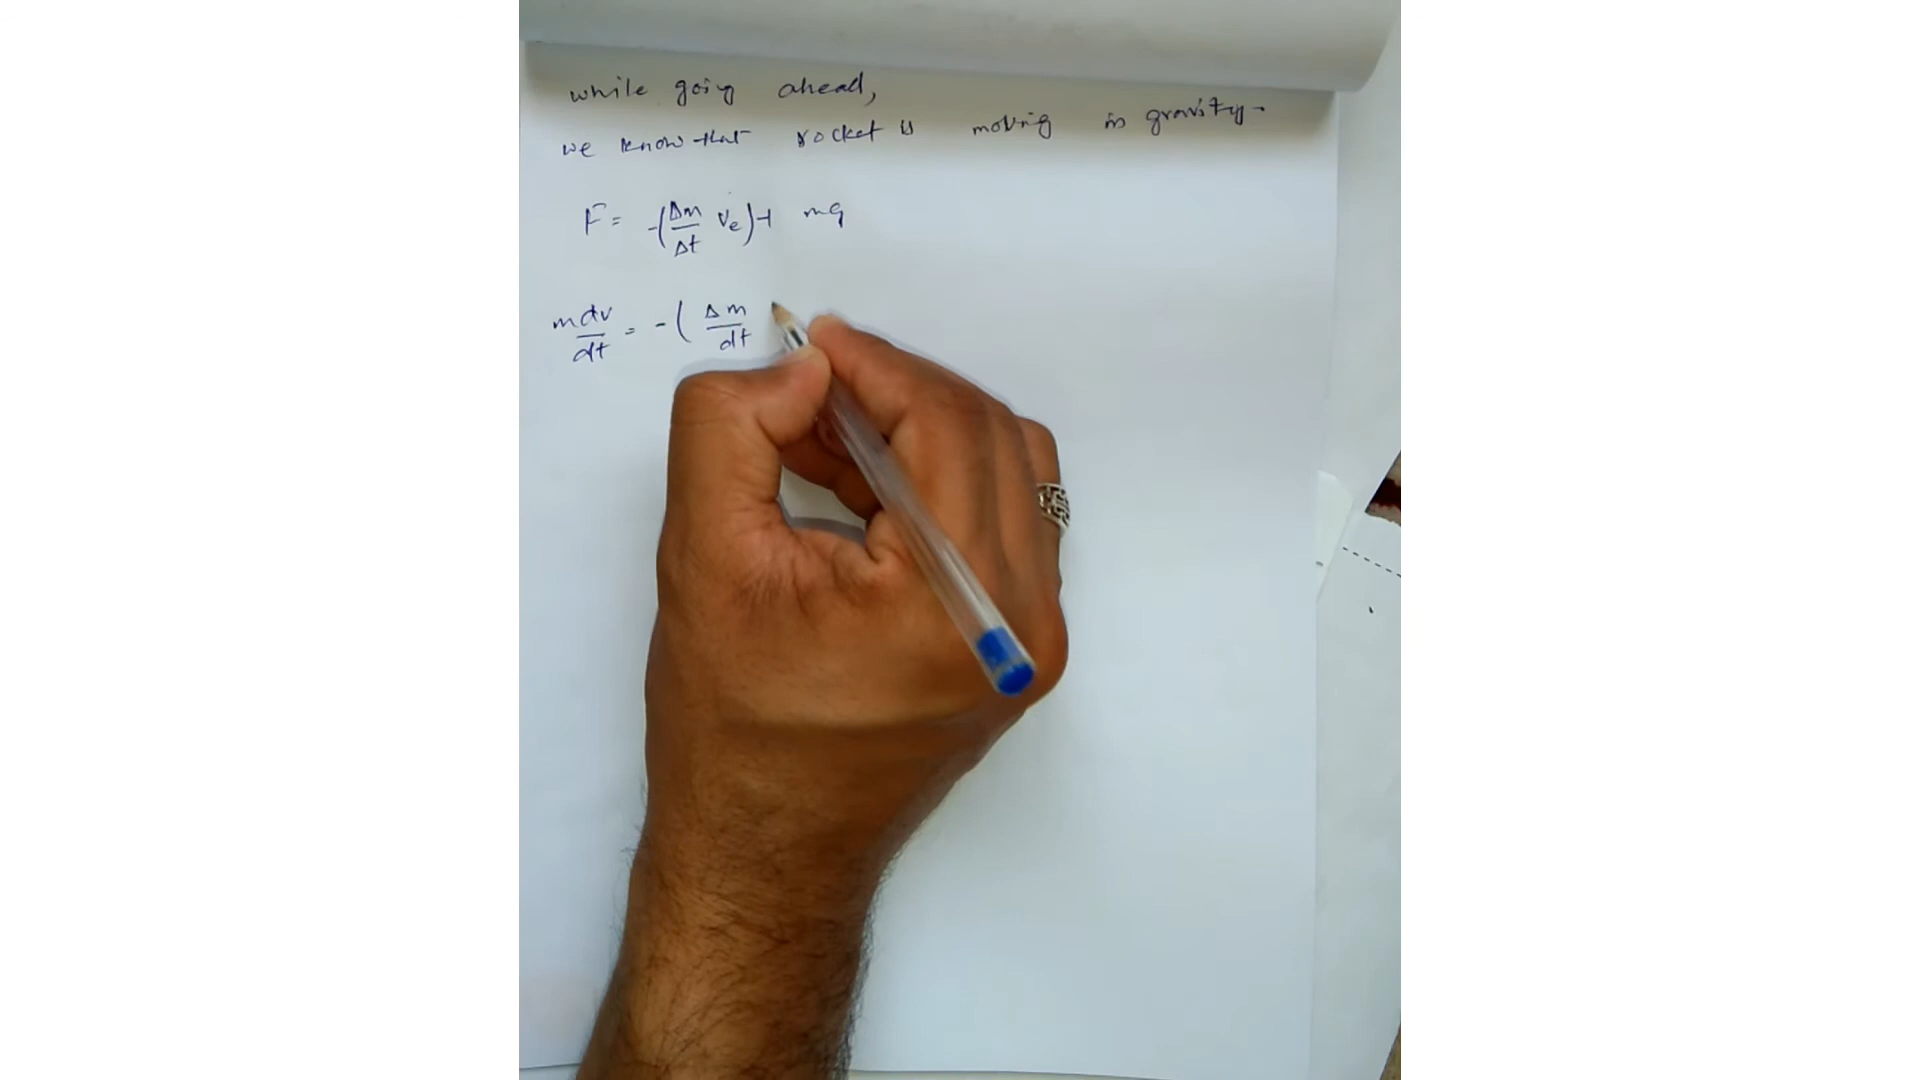 while going ahead,
we know that rocket is moving in gravity.
F = -(Δm/Δt ve) + mg
mdv/dt = -( Δm/dt